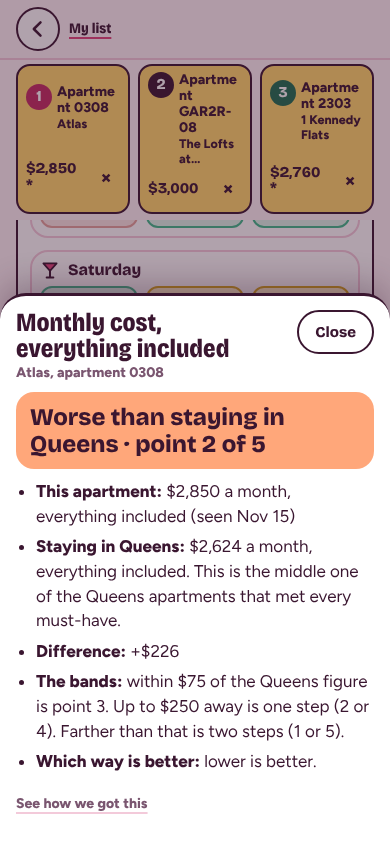 My list
1
Apartme
nt 0308
Atlas
$2,850
*
×
2
Apartme
nt
GAR2R-
08
The Lofts
at...
$3,000
×
3
Apartme
nt 2303
1 Kennedy
Flats
$2,760
*
×
Saturday
Monthly cost,
everything included
Close
Atlas, apartment 0308
Worse than staying in
Queens · point 2 of 5
• This apartment: $2,850 a month,
everything included (seen Nov 15)
• Staying in Queens: $2,624 a month,
everything included. This is the middle one
of the Queens apartments that met every
must-have.
• Difference: +$226
• The bands: within $75 of the Queens figure
is point 3. Up to $250 away is one step (2 or
4). Farther than that is two steps (1 or 5).
• Which way is better: lower is better.
See how we got this